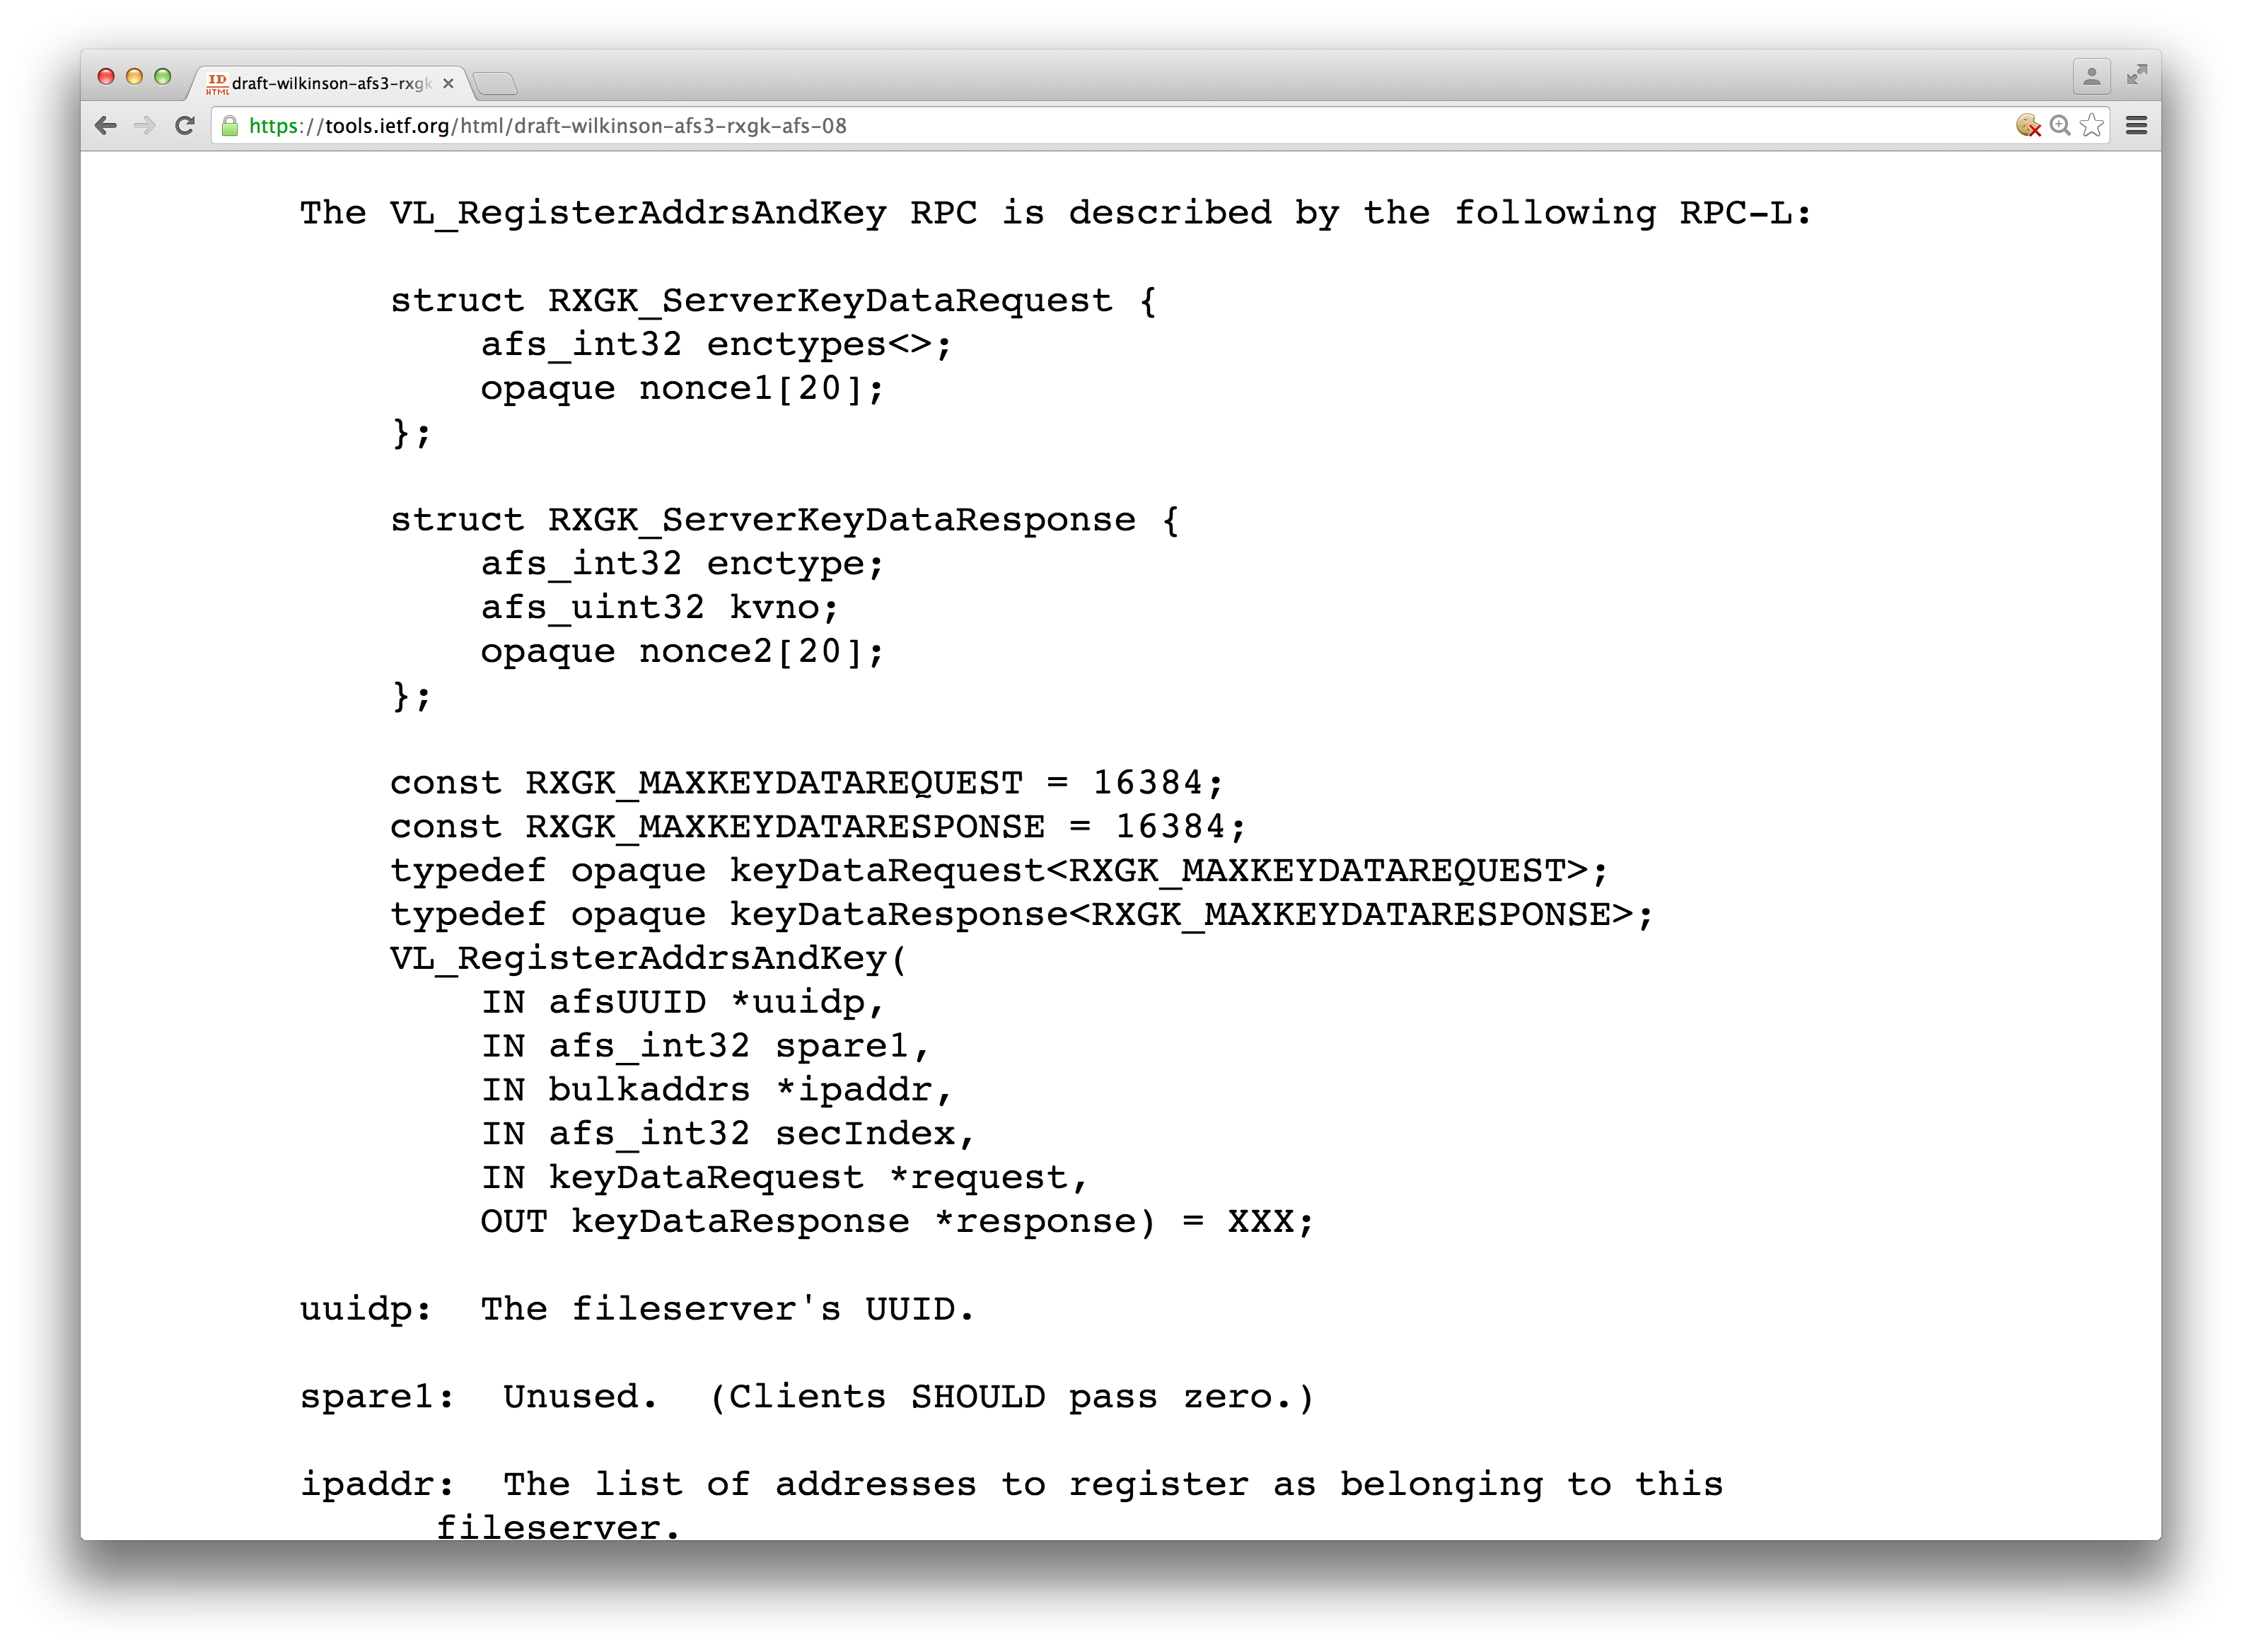 ID
HTML
draft-wilkinson-afs3-rxgk
https://tools.ietf.org/html/draft-wilkinson-afs3-rxgk-afs-08
The VL_RegisterAddrsAndKey RPC is described by the following RPC-L:
struct RXGK_ServerKeyDataRequest {
afs_int32 enctypes<>;
opaque nonce1[20];
};
struct RXGK_ServerKeyDataResponse {
afs_int32 enctype;
afs_uint32 kvno;
opaque nonce2[20];
};
const RXGK_MAXKEYDATAREQUEST = 16384;
const RXGK_MAXKEYDATARESPONSE = 16384;
typedef opaque keyDataRequest<RXGK_MAXKEYDATAREQUEST>;
typedef opaque keyDataResponse<RXGK_MAXKEYDATARESPONSE>;
VL_RegisterAddrsAndKey(
IN afsUUID *uuidp,
IN afs_int32 spare1,
IN bulkaddrs *ipaddr,
IN afs_int32 secIndex,
IN keyDataRequest *request,
OUT keyDataResponse *response) = XXX;
uuidp:  The fileserver's UUID.
spare1:  Unused.  (Clients SHOULD pass zero.)
ipaddr:  The list of addresses to register as belonging to this
fileserver.